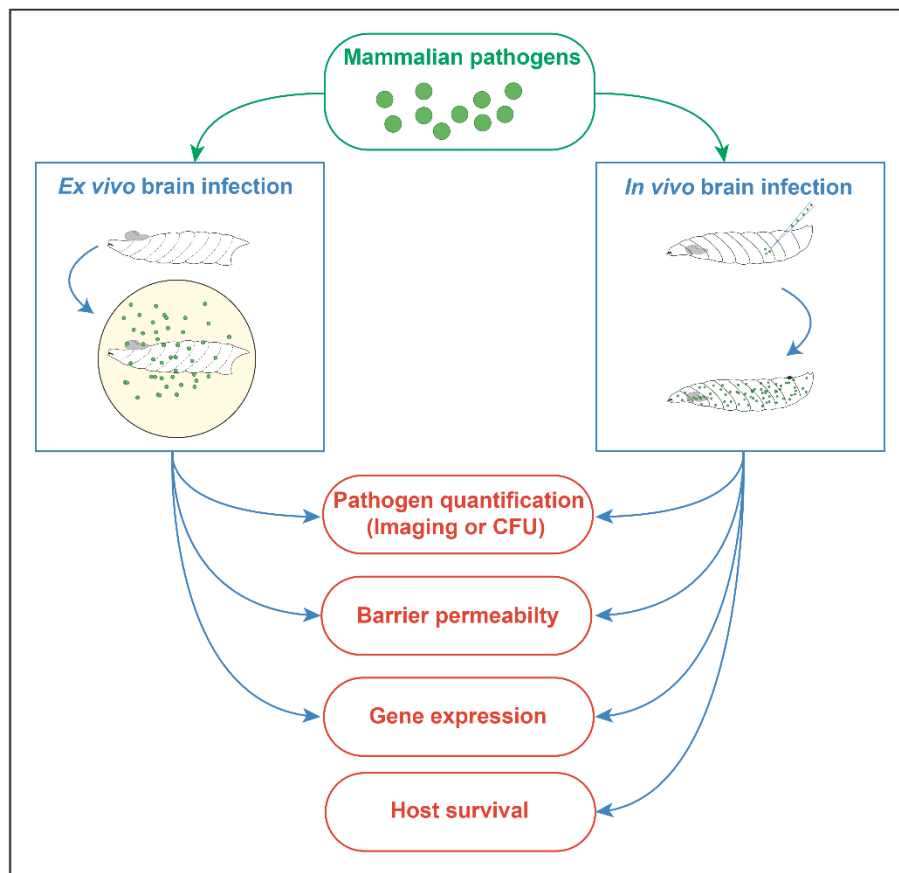 Mammalian pathogens
Ex vivo brain infection
In vivo brain infection
Pathogen quantification
(Imaging or CFU)
Barrier permeabilty
Gene expression
Host survival